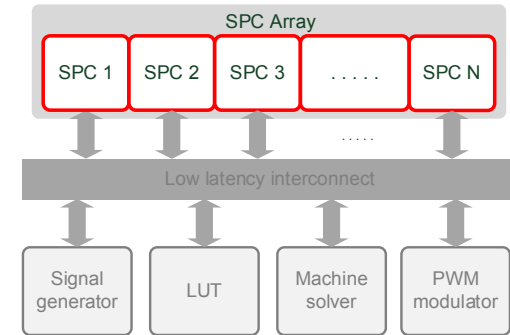 SPC Array
SPC 1 SPC 2 SPC 3 ..... SPC N
.....
Low latency interconnect
Signal generator LUT Machine solver PWM modulator